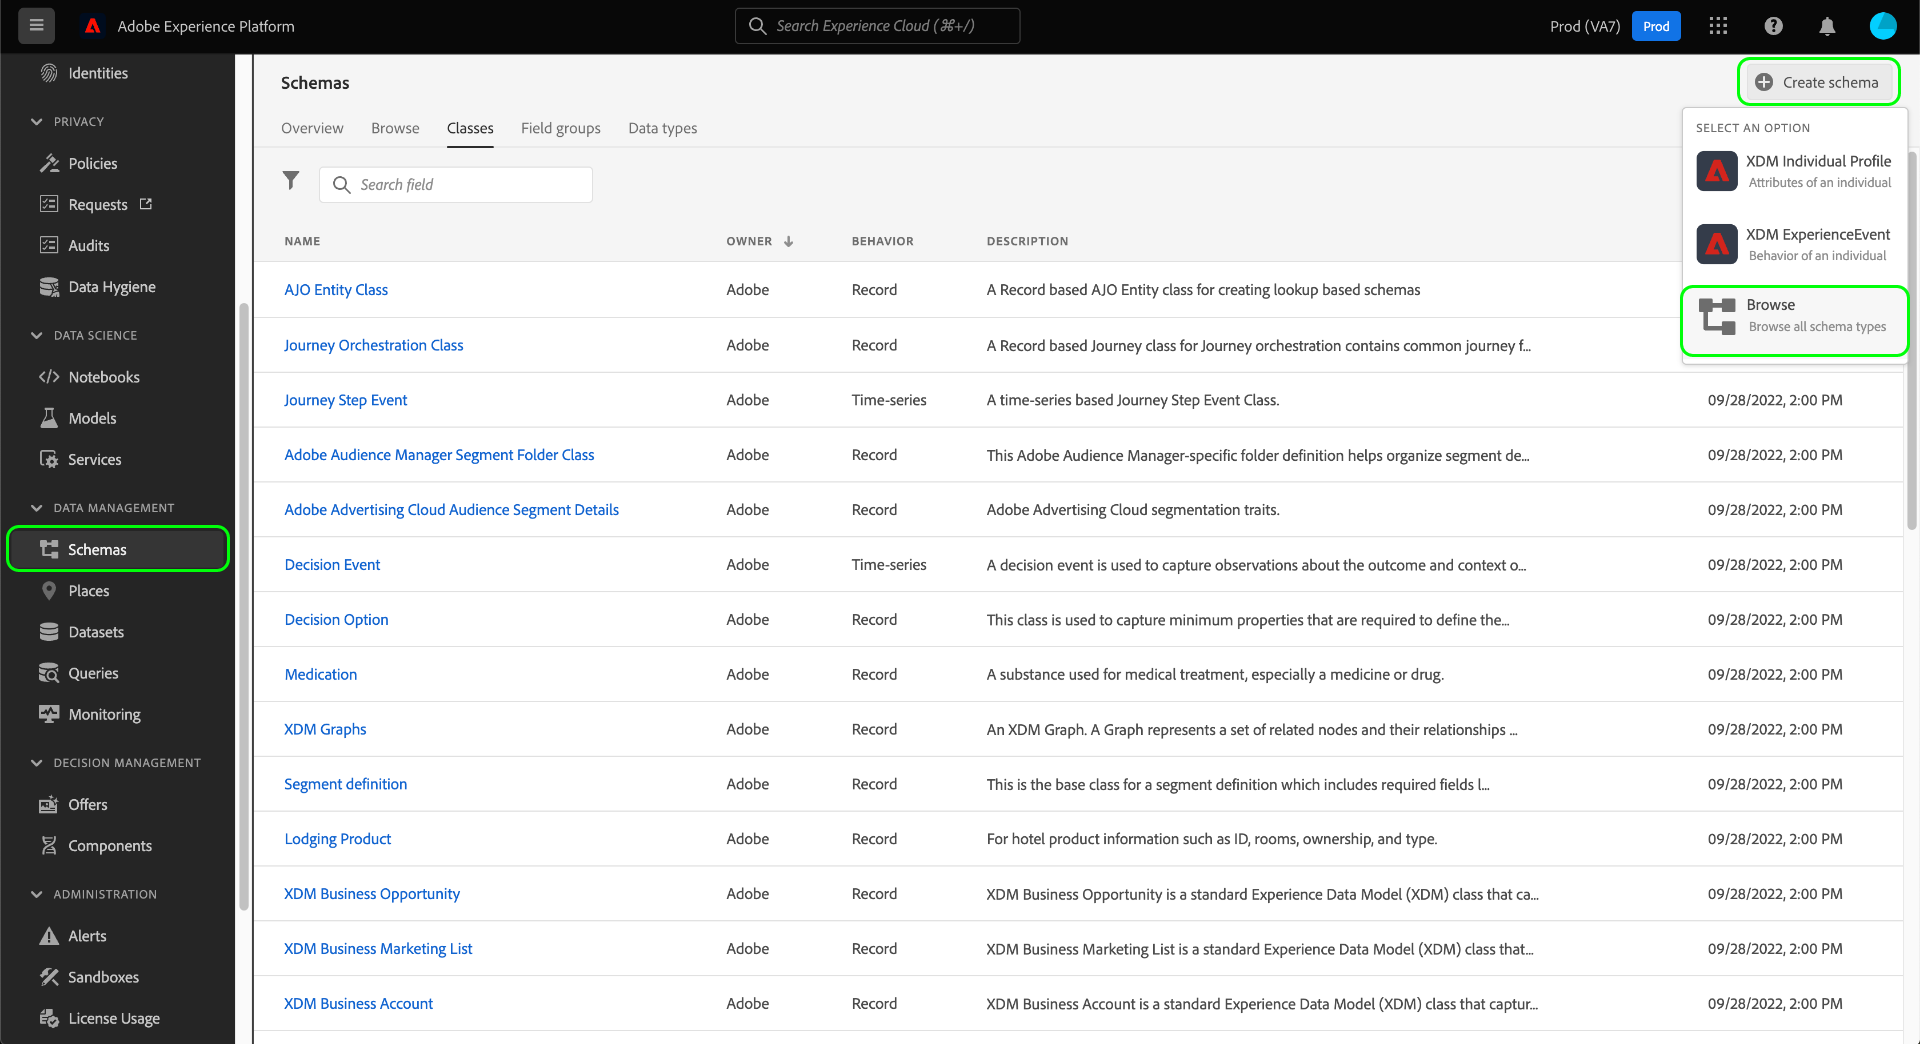 Adobe Experience Platform
Search Experience Cloud (⌘+/)
Prod (VA7)
Prod
Identities
PRIVACY
Policies
Requests
Audits
Data Hygiene
DATA SCIENCE
Notebooks
Models
Services
DATA MANAGEMENT
Schemas
Places
Datasets
Queries
Monitoring
DECISION MANAGEMENT
Offers
Components
ADMINISTRATION
Alerts
Sandboxes
License Usage
Schemas
Create schema
Overview Browse Classes Field groups Data types
Search field
SELECT AN OPTION
XDM Individual Profile
Attributes of an individual
XDM ExperienceEvent
Behavior of an individual
Browse
Browse all schema types
NAME OWNER BEHAVIOR DESCRIPTION
AJO Entity Class Adobe Record A Record based AJO Entity class for creating lookup based schemas
Journey Orchestration Class Adobe Record A Record based Journey class for Journey orchestration contains common journey f...
Journey Step Event Adobe Time-series A time-series based Journey Step Event Class. 09/28/2022, 2:00 PM
Adobe Audience Manager Segment Folder Class Adobe Record This Adobe Audience Manager-specific folder definition helps organize segment de... 09/28/2022, 2:00 PM
Adobe Advertising Cloud Audience Segment Details Adobe Record Adobe Advertising Cloud segmentation traits. 09/28/2022, 2:00 PM
Decision Event Adobe Time-series A decision event is used to capture observations about the outcome and context o... 09/28/2022, 2:00 PM
Decision Option Adobe Record This class is used to capture minimum properties that are required to define the... 09/28/2022, 2:00 PM
Medication Adobe Record A substance used for medical treatment, especially a medicine or drug. 09/28/2022, 2:00 PM
XDM Graphs Adobe Record An XDM Graph. A Graph represents a set of related nodes and their relationships ... 09/28/2022, 2:00 PM
Segment definition Adobe Record This is the base class for a segment definition which includes required fields l... 09/28/2022, 2:00 PM
Lodging Product Adobe Record For hotel product information such as ID, rooms, ownership, and type. 09/28/2022, 2:00 PM
XDM Business Opportunity Adobe Record XDM Business Opportunity is a standard Experience Data Model (XDM) class that ca... 09/28/2022, 2:00 PM
XDM Business Marketing List Adobe Record XDM Business Marketing List is a standard Experience Data Model (XDM) class that... 09/28/2022, 2:00 PM
XDM Business Account Adobe Record XDM Business Account is a standard Experience Data Model (XDM) class that captur... 09/28/2022, 2:00 PM